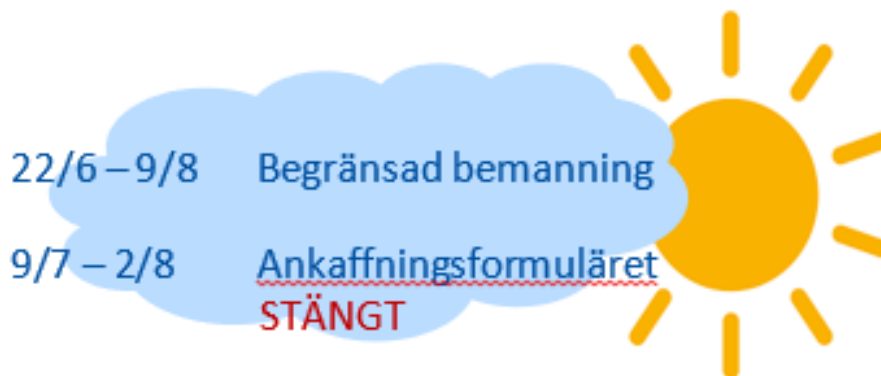 22/6 – 9/8 Begränsad bemanning
9/7 – 2/8 Ankaffningsformuläret
STÄNGT